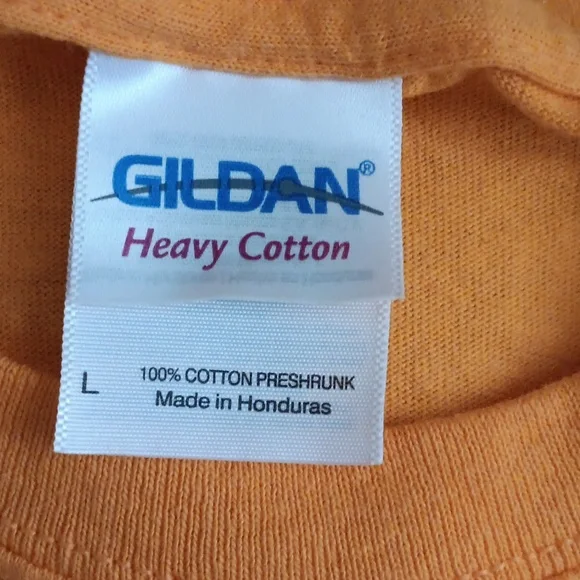 GILDAN®
Heavy Cotton
L
100% COTTON PRESHRUNK
Made in Honduras